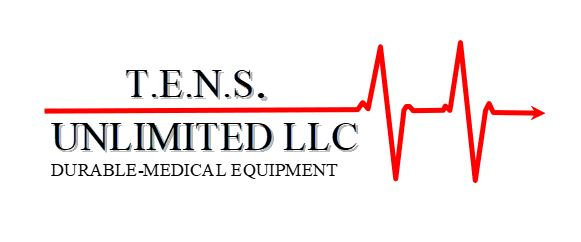 T.E.N.S.
UNLIMITED LLC
DURABLE-MEDICAL EQUIPMENT